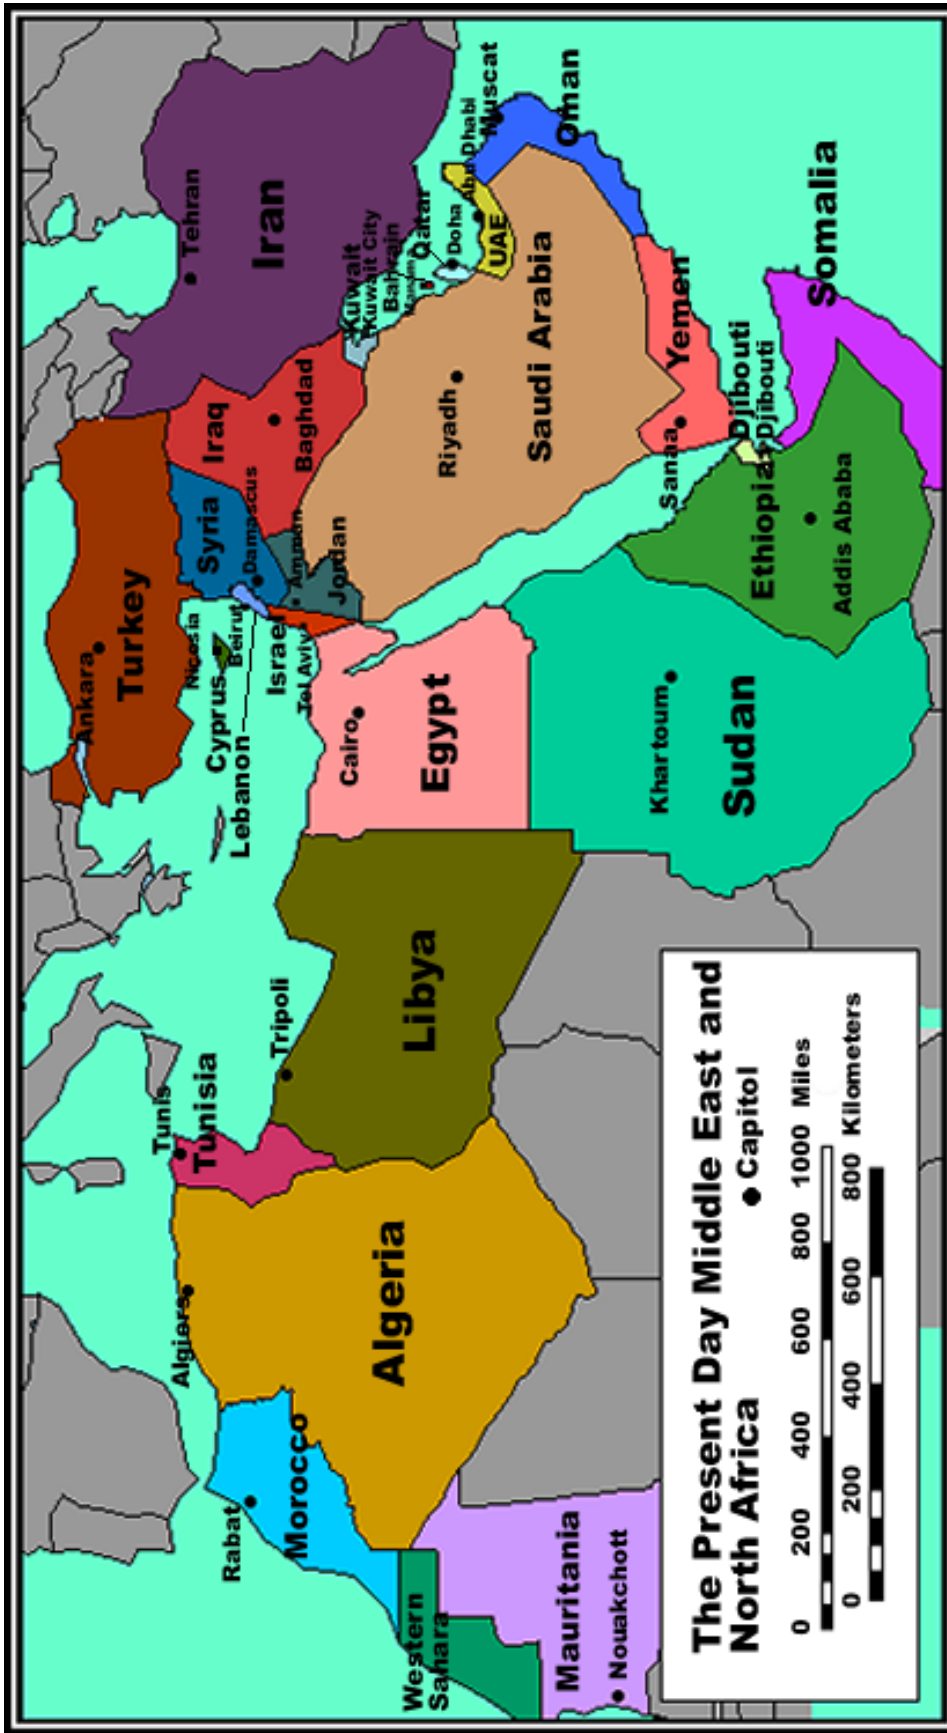 Ankara
Turkey
Nicosia
Cyprus
Beirut
Lebanon
Syria
Damascus
Israel
Tel Aviv
Amman
Jordan
Iraq
Baghdad
Tehran
Iran
Kuwait
Kuwait City
Bahrain
Qatar
Doha
Abu Dhabi
UAE
Muscat
Oman
Riyadh
Saudi Arabia
Sanaa
Yemen
Djibouti
Djibouti
Somalia
Ethiopia
Addis Ababa
Khartoum
Sudan
Cairo
Egypt
Tripoli
Libya
Tunis
Tunisia
Algiers
Algeria
Rabat
Morocco
Western
Sahara
Mauritania
Nouakchott
The Present Day Middle East and
North Africa
Capitol
0 200 400 600 800 1000 Miles
0 200 400 600 800 Kilometers